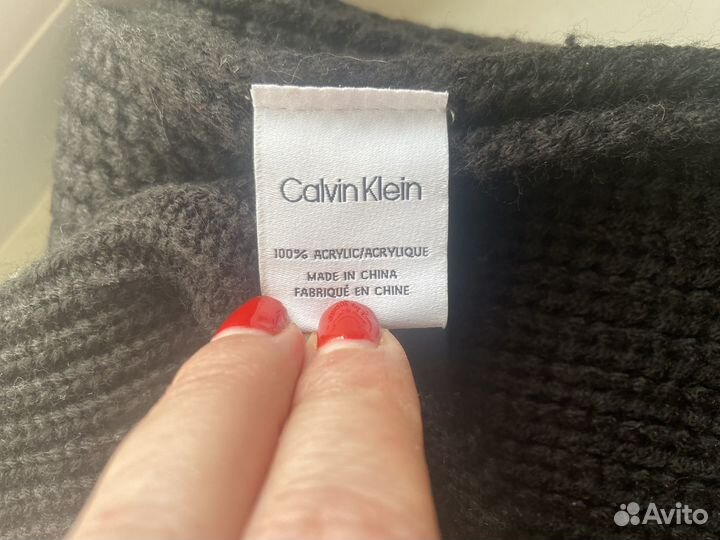 Calvin Klein
100% ACRYLIC/ACRYLIQUE
MADE IN CHINA
FABRIQUÉ EN CHINE
Avito